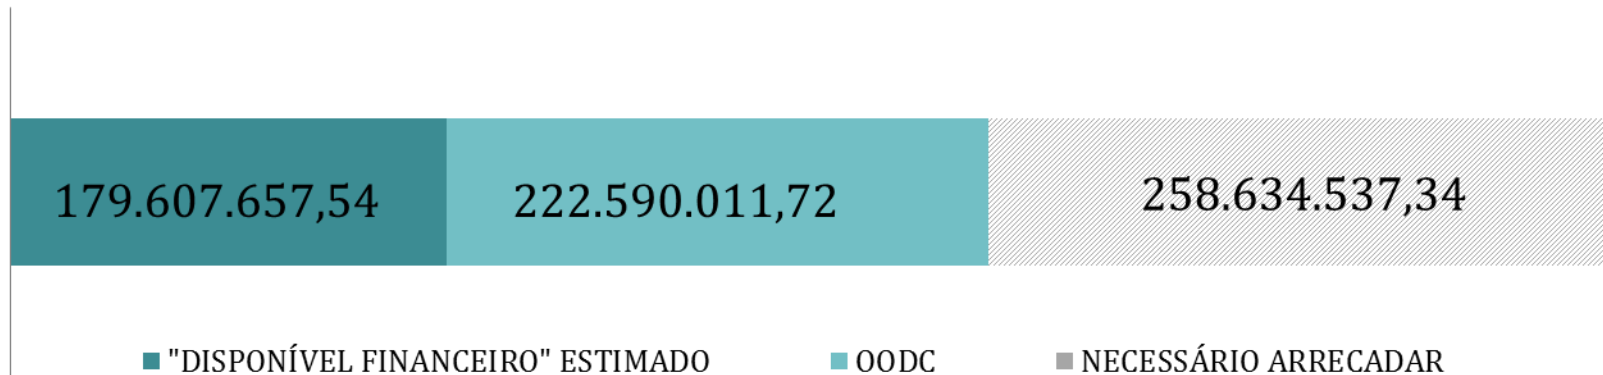 179.607.657,54 222.590.011,72 258.634.537,34
"DISPONÍVEL FINANCEIRO" ESTIMADO OODC NECESSÁRIO ARRECADAR